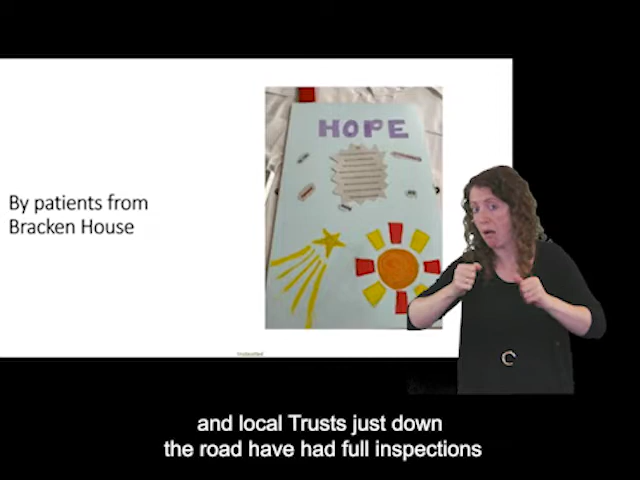 HOPE
By patients from
Bracken House
and local Trusts just down
the road have had full inspections